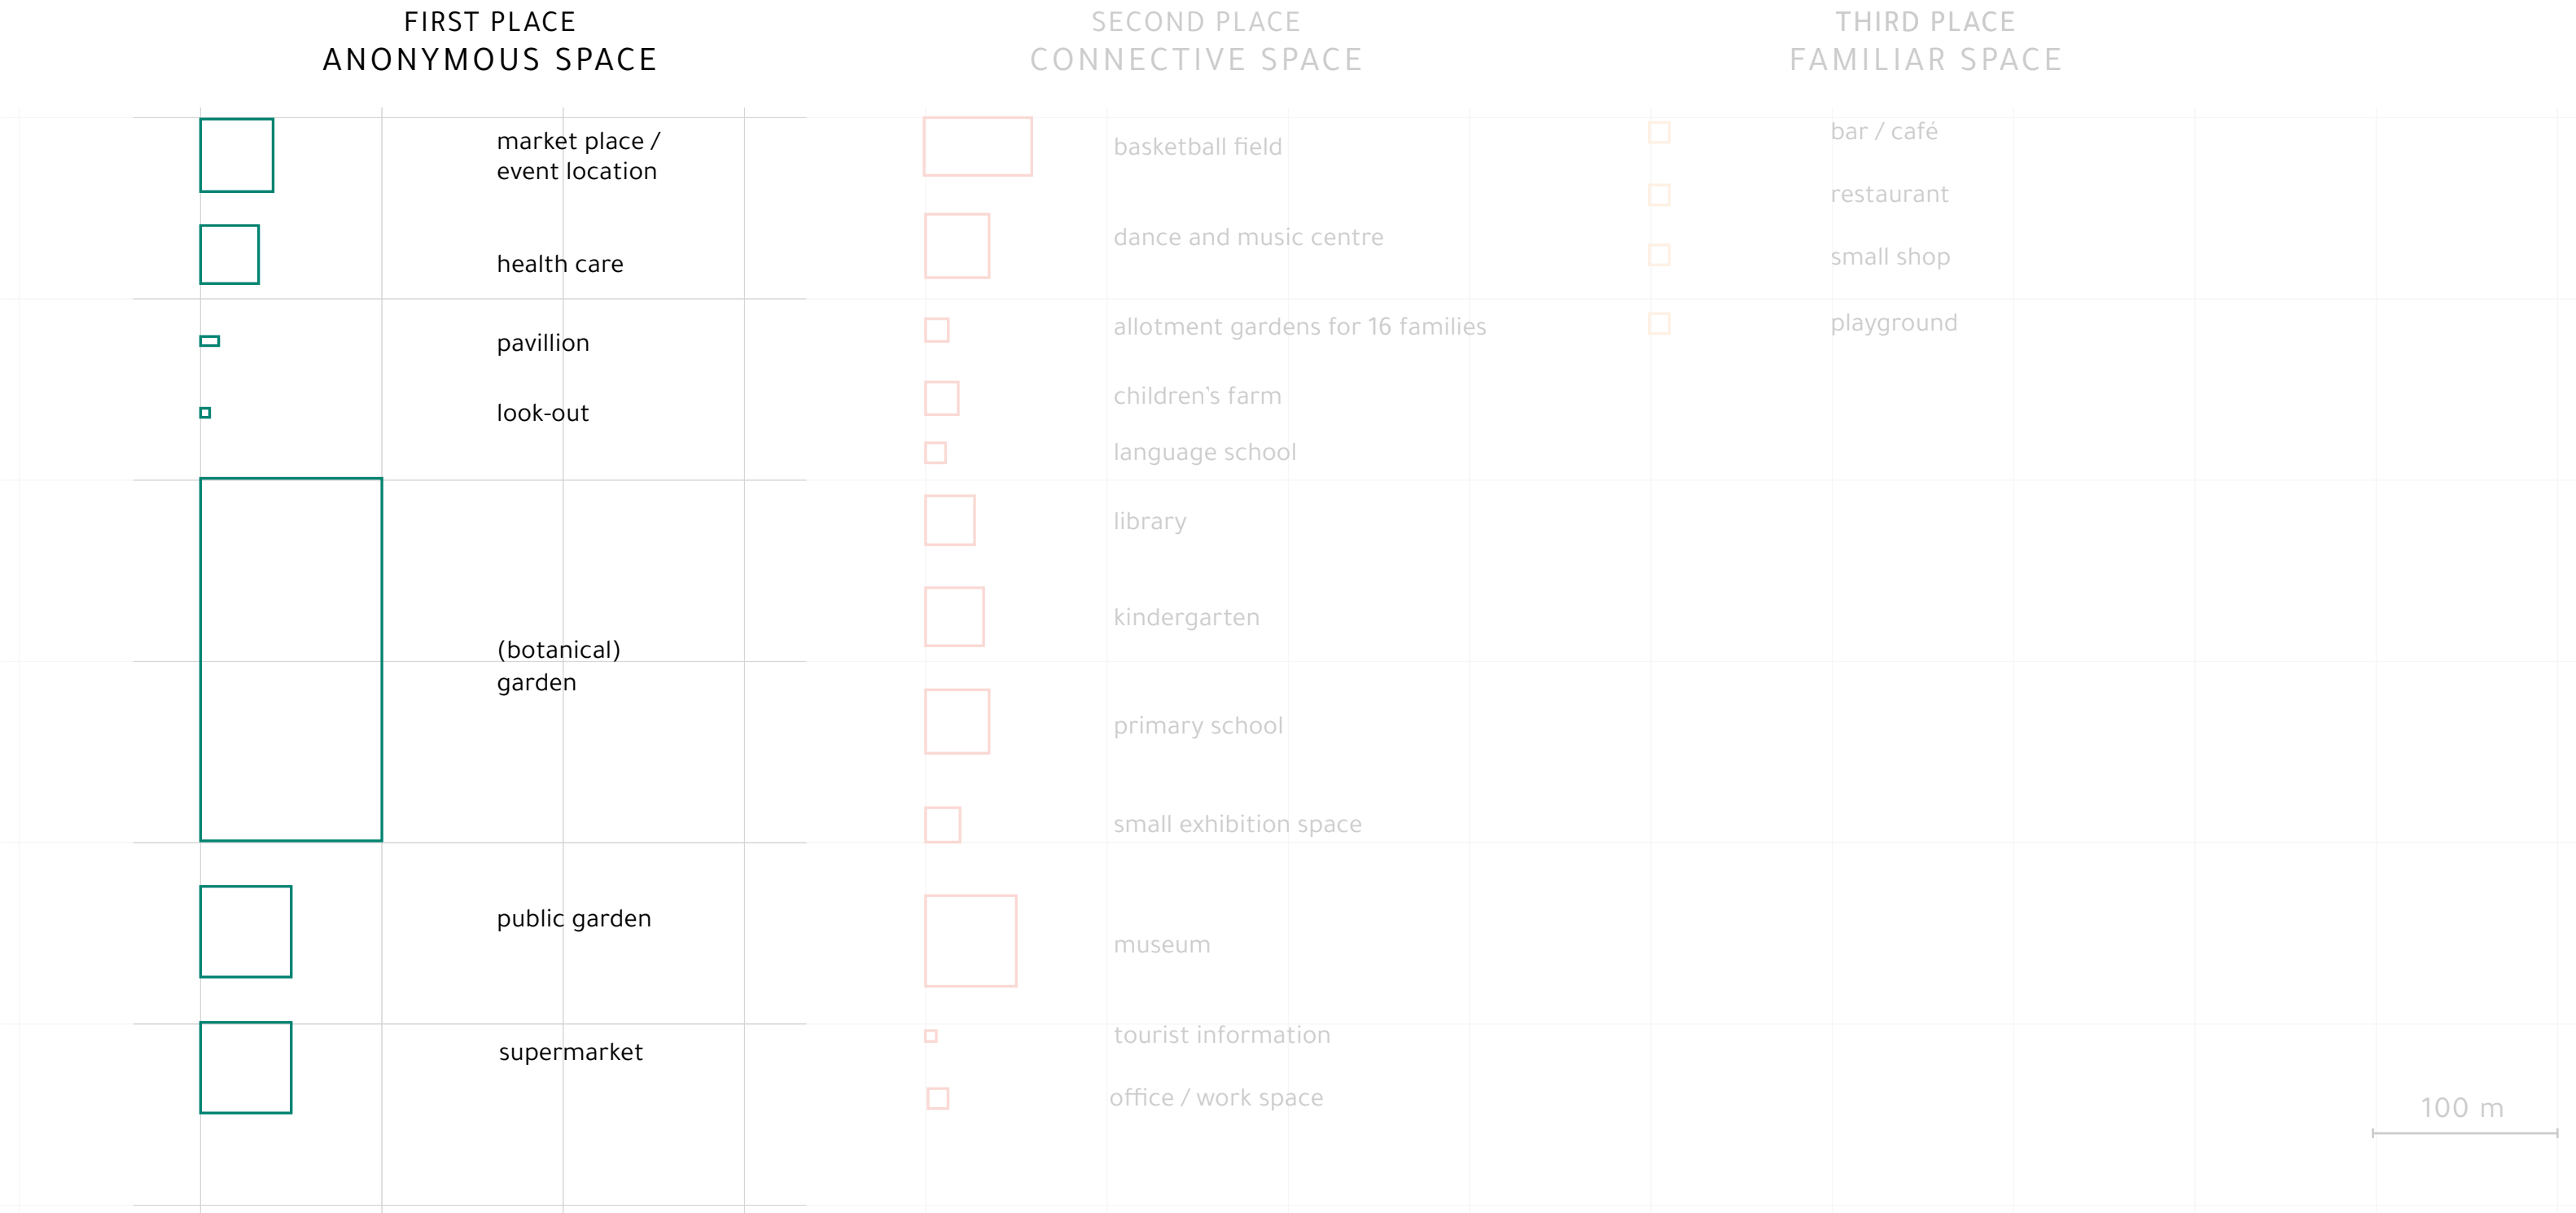 FIRST PLACE
ANONYMOUS SPACE
market place /
event location
health care
pavillion
look-out
(botanical)
garden
public garden
supermarket
SECOND PLACE
CONNECTIVE SPACE
basketball field
dance and music centre
allotment gardens for 16 families
children's farm
language school
library
kindergarten
primary school
small exhibition space
museum
tourist information
office / work space
THIRD PLACE
FAMILIAR SPACE
bar / café
restaurant
small shop
playground
100 m